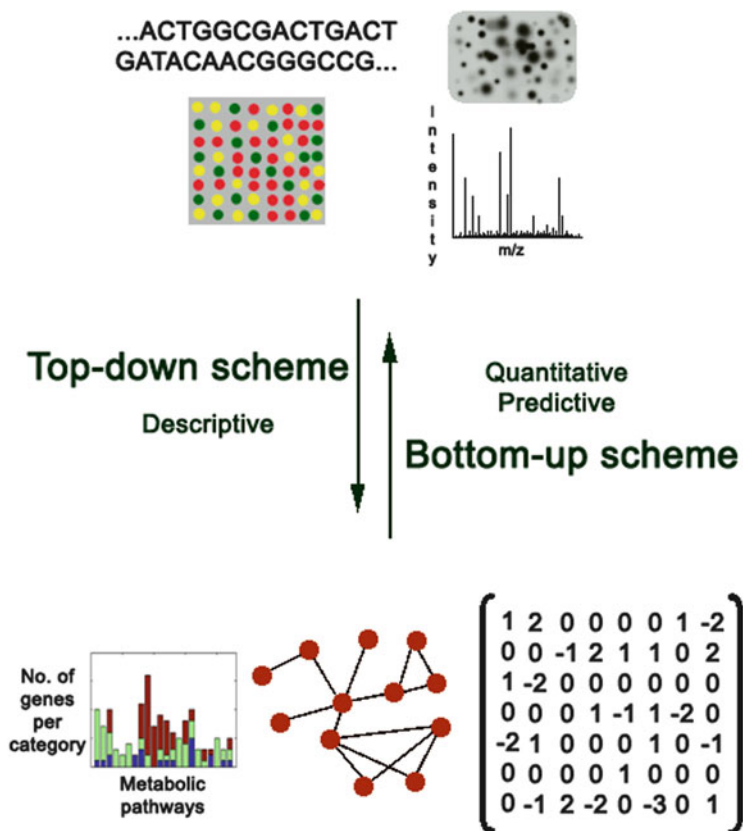 ...ACTGGCGACTGACT
GATACAACGGGCCG...
Intensity
m/z
Top-down scheme
Descriptive
Quantitative
Predictive
Bottom-up scheme
No. of
genes
per
category
Metabolic
pathways
1 2 0 0 0 0 0 1 -2
0 0 -1 2 1 1 0 2
1 -2 0 0 0 0 0 0 0
0 0 0 1 -1 1 -2 0
-2 1 0 0 0 1 0 -1
0 0 0 0 1 0 0 0
0 -1 2 -2 0 -3 0 1